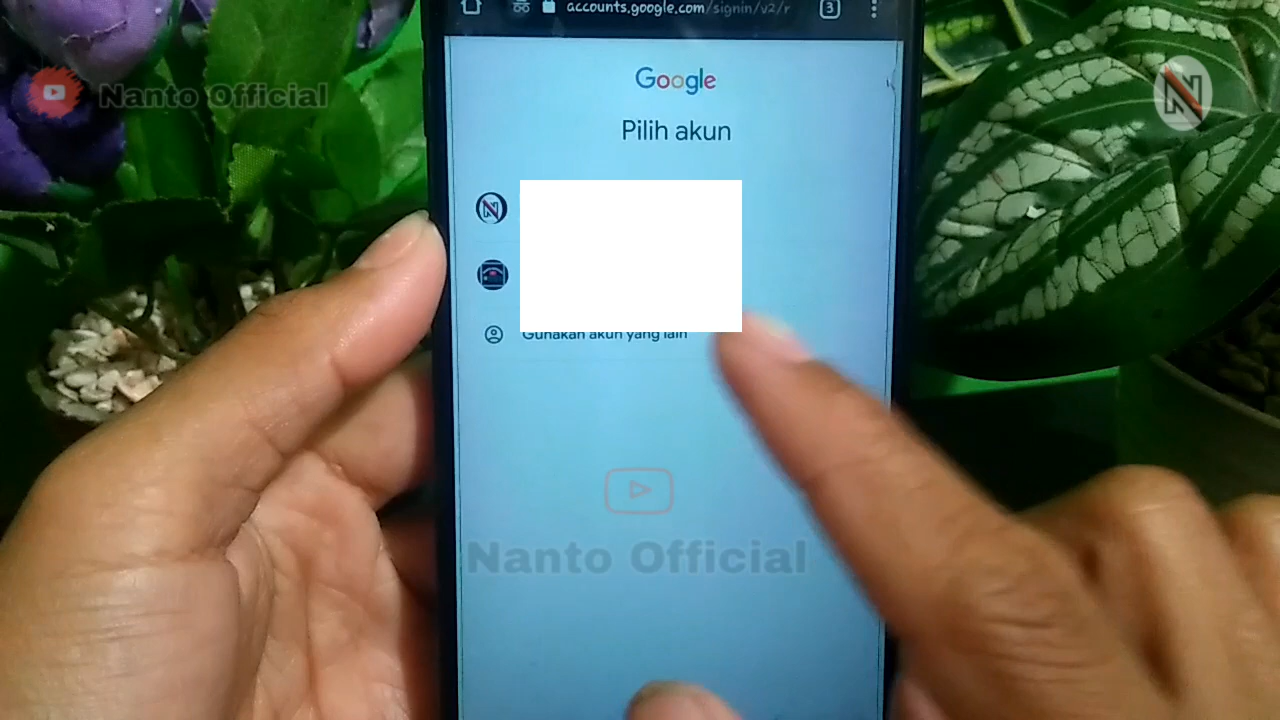 accounts.google.com/signin/v2/r
3
Nanto Official
Google
Pilih akun
Gunakan akun yang lain
Nanto Official